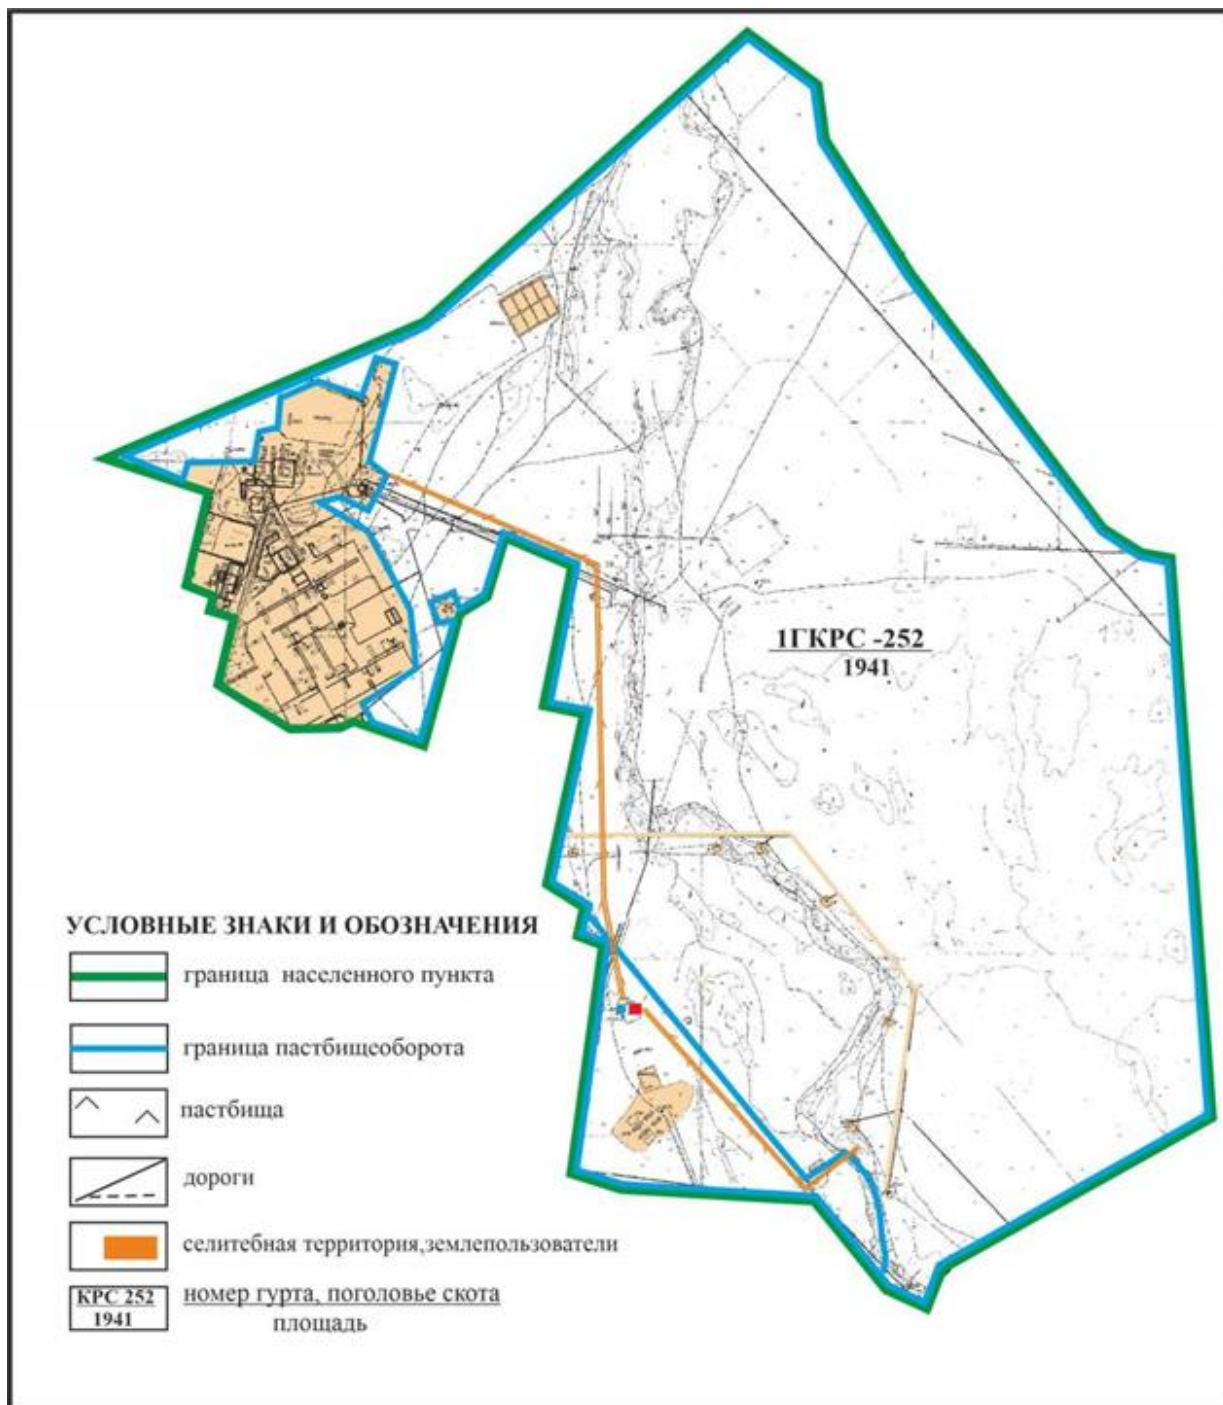 1ГКРС -252
1941
УСЛОВНЫЕ ЗНАКИ И ОБОЗНАЧЕНИЯ
граница населенного пункта
граница пастбищеоборота
пастбища
дороги
селитебная территория,землепользователи
КРС 252
1941
номер гурта, поголовье скота
площадь